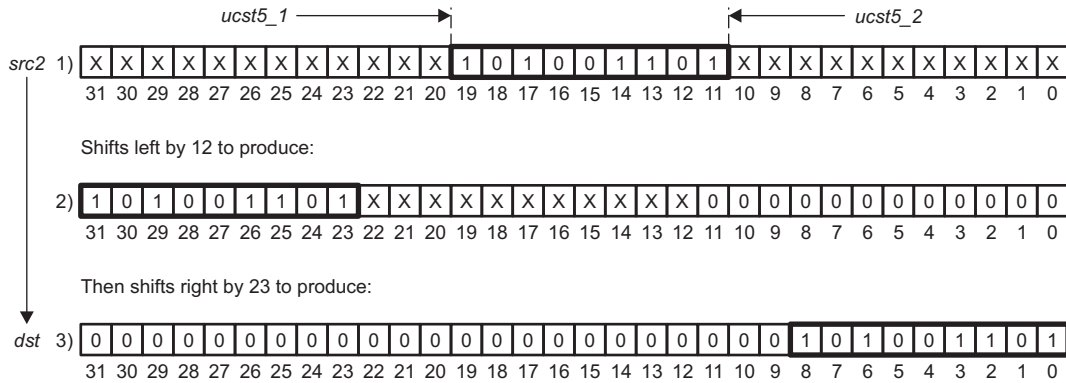 ucst5_1 ucst5_2
src2 1) X X X X X X X X X X X X 1 0 1 0 0 1 1 0 1 X X X X X X X X X X X
31 30 29 28 27 26 25 24 23 22 21 20 19 18 17 16 15 14 13 12 11 10 9 8 7 6 5 4 3 2 1 0
Shifts left by 12 to produce:
2) 1 0 1 0 0 1 1 0 1 X X X X X X X X X X X 0 0 0 0 0 0 0 0 0 0 0 0
31 30 29 28 27 26 25 24 23 22 21 20 19 18 17 16 15 14 13 12 11 10 9 8 7 6 5 4 3 2 1 0
Then shifts right by 23 to produce:
dst 3) 0 0 0 0 0 0 0 0 0 0 0 0 0 0 0 0 0 0 0 0 0 0 0 1 0 1 0 0 1 1 0 1
31 30 29 28 27 26 25 24 23 22 21 20 19 18 17 16 15 14 13 12 11 10 9 8 7 6 5 4 3 2 1 0